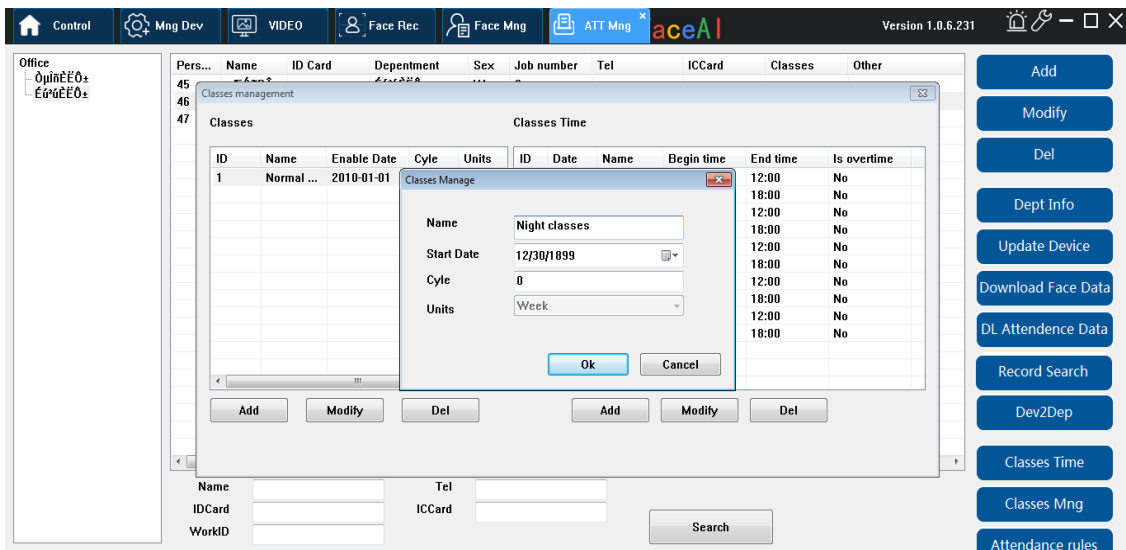 Control Mng Dev VIDEO Face Rec Face Mng ATT Mng × aceAI Version 1.0.6.231
Office
ÒµÎñÈËÔ±
Éú²úÈËÔ±
Pers... Name ID Card Depentment Sex Job number Tel ICCard Classes Other
45
46
47
Classes management
Classes Classes Time
ID Name Enable Date Cyle Units ID Date Name Begin time End time Is overtime
1 Normal ... 2010-01-01 12:00 No
18:00 No
12:00 No
18:00 No
12:00 No
18:00 No
12:00 No
18:00 No
12:00 No
18:00 No
Classes Manage
Name Night classes
Start Date 12/30/1899
Cyle 0
Units Week
Ok Cancel
Add Modify Del Add Modify Del
Name Tel
IDCard ICCard
WorkID
Search
Add
Modify
Del
Dept Info
Update Device
Download Face Data
DL Attendence Data
Record Search
Dev2Dep
Classes Time
Classes Mng
Attendance rules